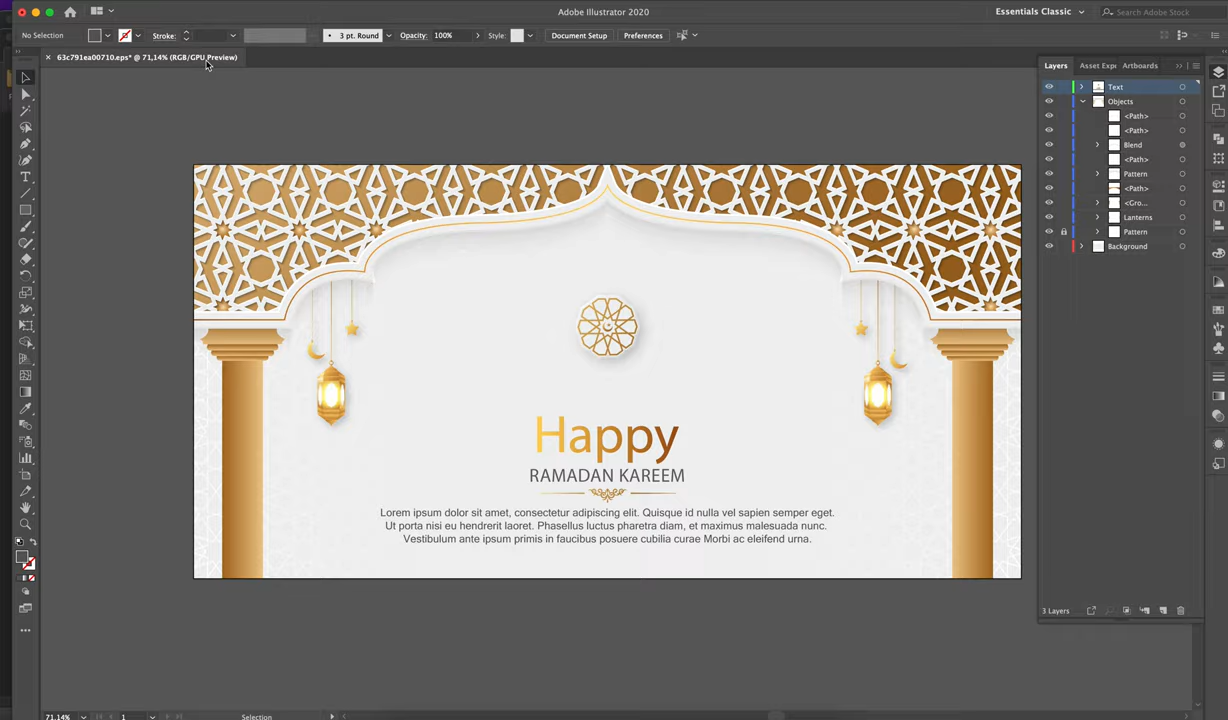 Adobe Illustrator 2020
Essentials Classic
Search Adobe Stock
No Selection
Stroke:
3 pt. Round
Opacity:
100%
Style:
Document Setup
Preferences
63c791ea00710.eps* @ 71,14% (RGB/GPU Preview)
Layers
Asset Expo
Artboards
Text
Objects
<Path>
<Path>
Blend
<Path>
Pattern
<Path>
<Gro...
Lanterns
Pattern
Background
Happy
RAMADAN KAREEM
Lorem ipsum dolor sit amet, consectetur adipiscing elit. Quisque id nulla vel sapien semper eget.
Ut porta nisi eu hendrerit laoret. Phasellus luctus pharetra diam, et maximus malesuada nunc.
Vestibulum ante ipsum primis in faucibus posuere cubilia curae Morbi ac eleifend urna.
3 Layers
71,14%
1
Selection